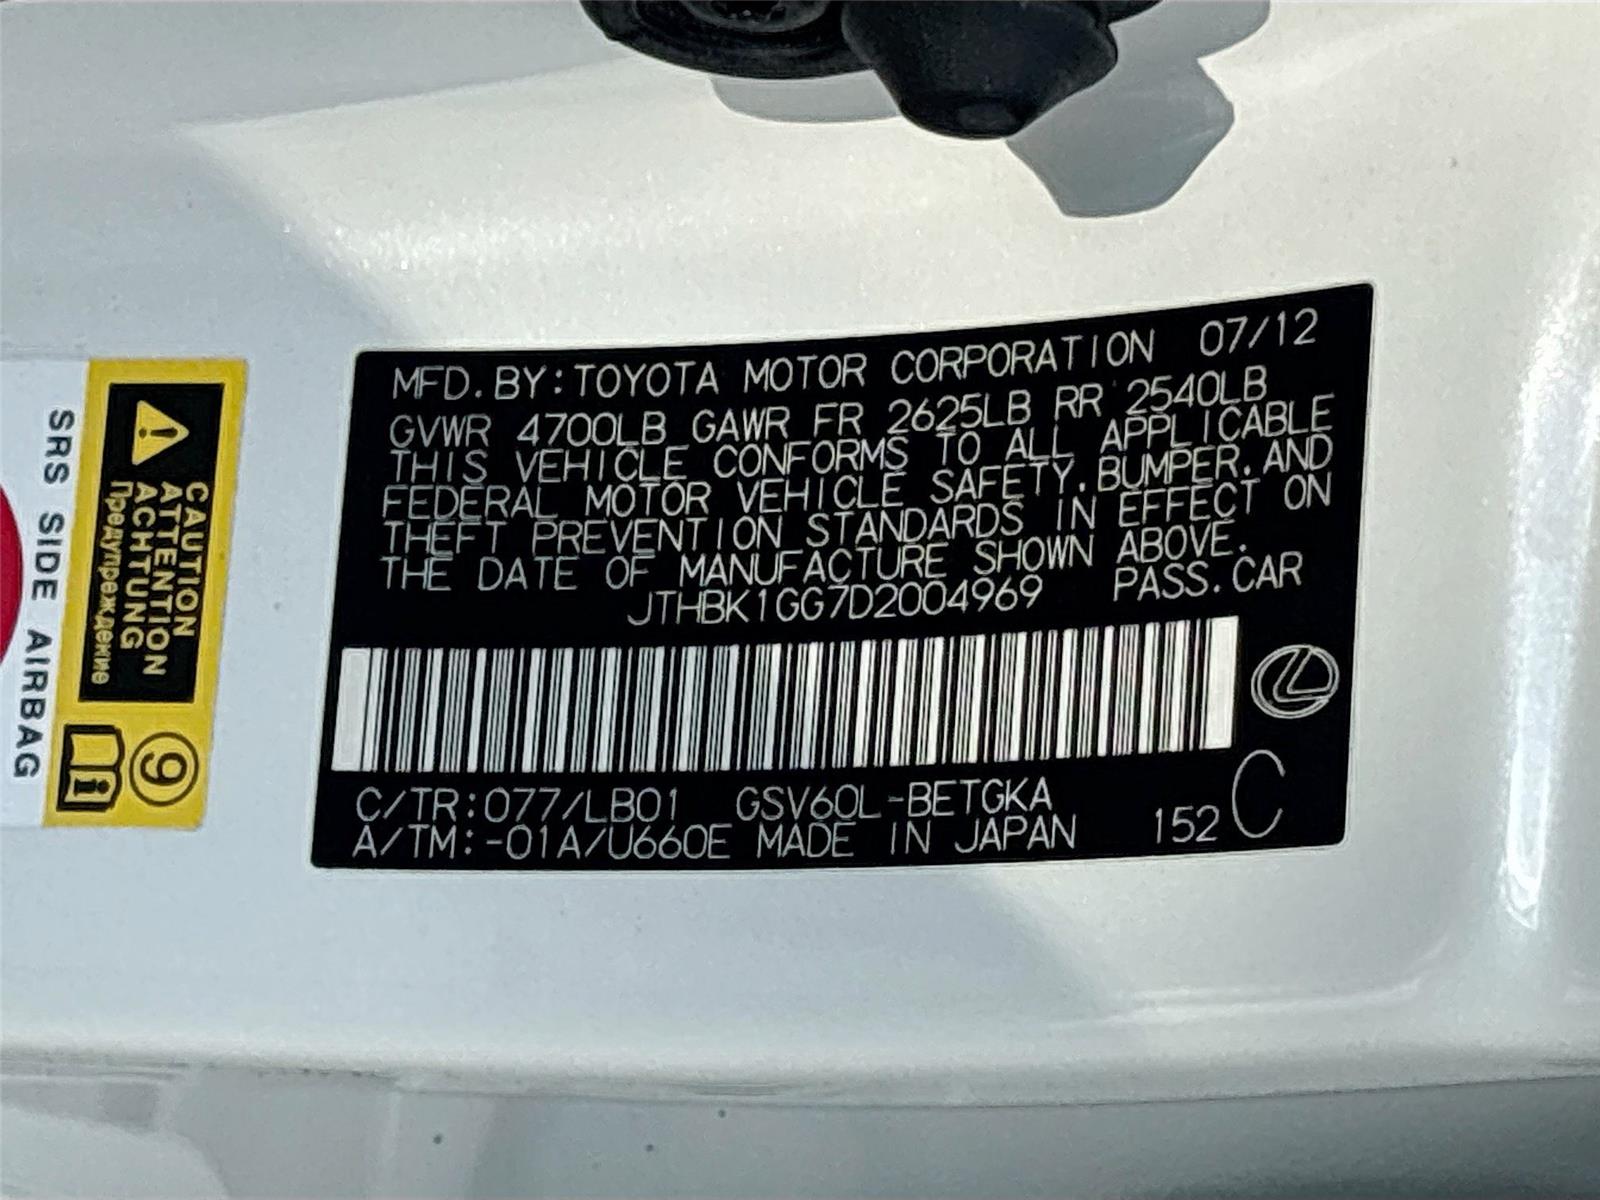 MFD. BY: TOYOTA MOTOR CORPORATION 07/12
GVWR 4700LB GAWR FR 2625LB RR 2540LB
THIS VEHICLE CONFORMS TO ALL APPLICABLE
FEDERAL MOTOR VEHICLE SAFETY, BUMPER, AND
THEFT PREVENTION STANDARDS IN EFFECT ON
THE DATE OF MANUFACTURE SHOWN ABOVE.
JTHBK1GG7D2004969 PASS. CAR
C/TR: 077/LB01 GSV60L-BETGKA
A/TM: -01A/U660E MADE IN JAPAN 152 C
CAUTION
ATTENTION
ACHTUNG
Предупреждение
9
i
SRS SIDE AIRBAG